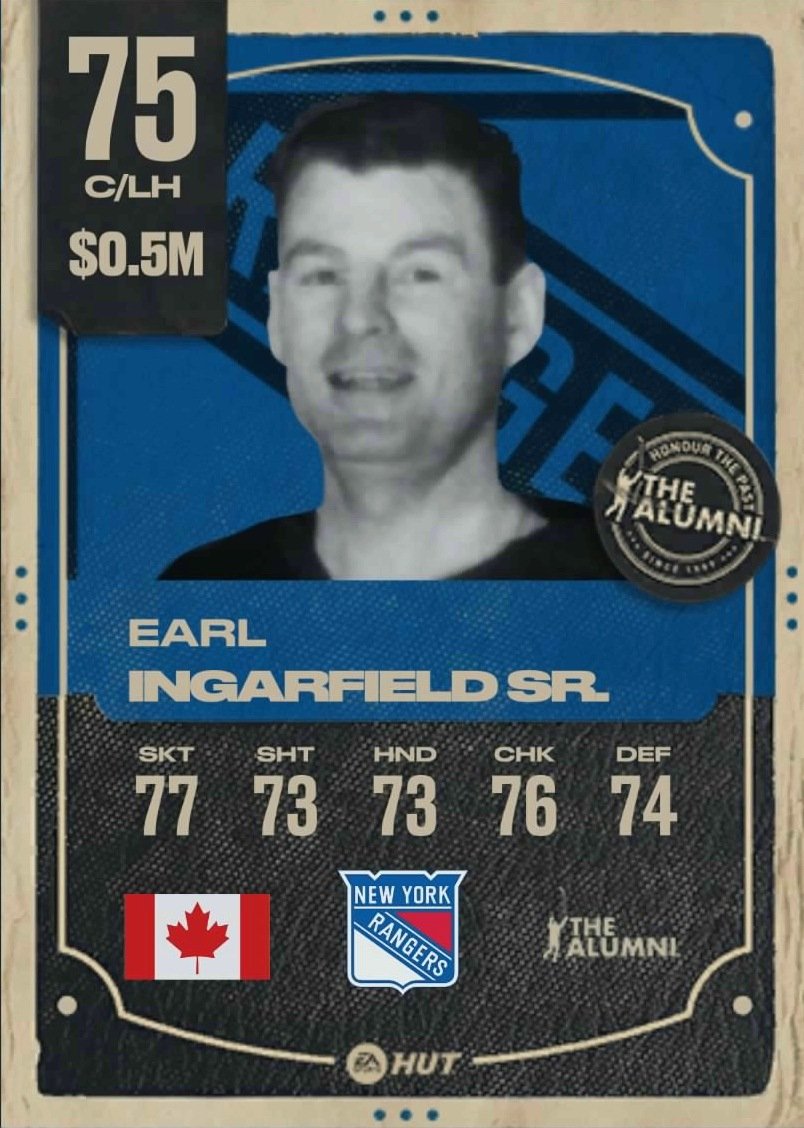 75
C/LH
$0.5M
HONOUR THE PAST
THE
ALUMNI
EARL
INGARFIELD SR.
SKT SHT HND CHK DEF
77 73 73 76 74
NEW YORK
RANGERS
THE
ALUMNI
EA HUT